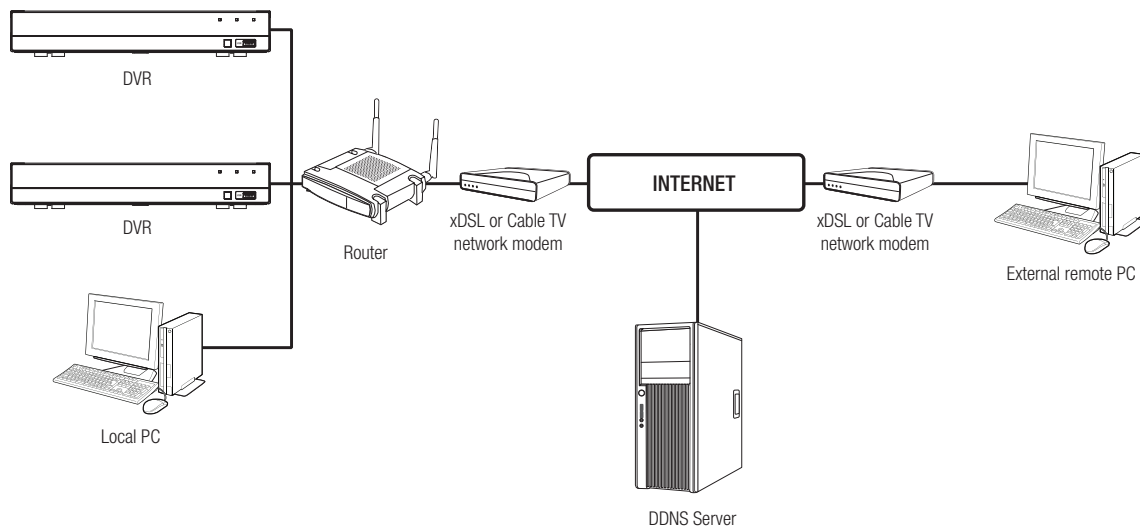 DVR
DVR
Local PC
Router
xDSL or Cable TV
network modem
INTERNET
DDNS Server
xDSL or Cable TV
network modem
External remote PC